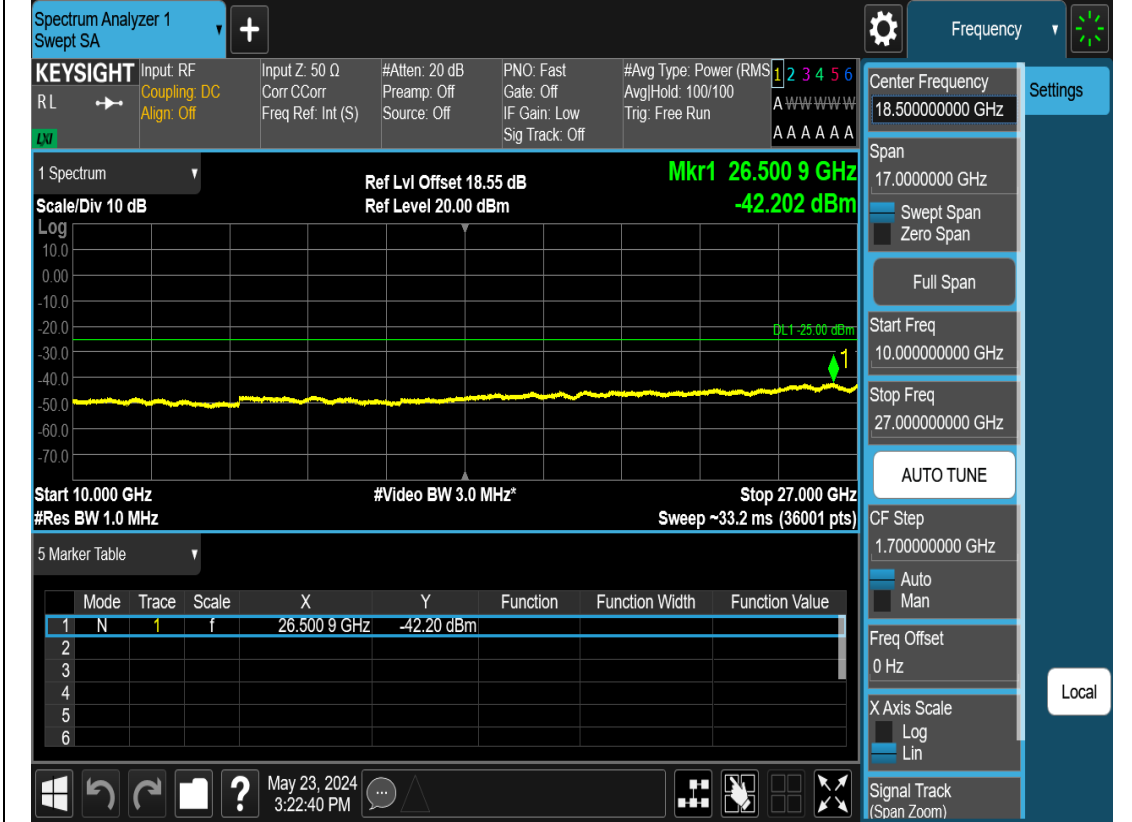 Spectrum Analyzer 1
Swept SA
+
Frequency
KEYSIGHT
RL
LXI
Input: RF
Coupling: DC
Align: Off
Input Z: 50 Ω
Corr CCorr
Freq Ref: Int (S)
#Atten: 20 dB
Preamp: Off
Source: Off
PNO: Fast
Gate: Off
IF Gain: Low
Sig Track: Off
#Avg Type: Power (RMS
Avg|Hold: 100/100
Trig: Free Run
1 2 3 4 5 6
A W W W W W
A A A A A A
1 Spectrum
Scale/Div 10 dB
Ref Lvl Offset 18.55 dB
Ref Level 20.00 dBm
Mkr1 26.500 9 GHz
-42.202 dBm
Log
10.0
0.00
-10.0
-20.0
-30.0
-40.0
-50.0
-60.0
-70.0
DL1 -25.00 dBm
1
Start 10.000 GHz
#Res BW 1.0 MHz
#Video BW 3.0 MHz*
Stop 27.000 GHz
Sweep ~33.2 ms (36001 pts)
5 Marker Table
Mode Trace Scale X Y Function Function Width Function Value
1 N 1 f 26.500 9 GHz -42.20 dBm
2
3
4
5
6
Center Frequency
18.500000000 GHz
Span
17.0000000 GHz
Swept Span
Zero Span
Full Span
Start Freq
10.000000000 GHz
Stop Freq
27.000000000 GHz
AUTO TUNE
CF Step
1.700000000 GHz
Auto
Man
Freq Offset
0 Hz
X Axis Scale
Log
Lin
Signal Track
(Span Zoom)
Settings
Local
?
May 23, 2024
3:22:40 PM